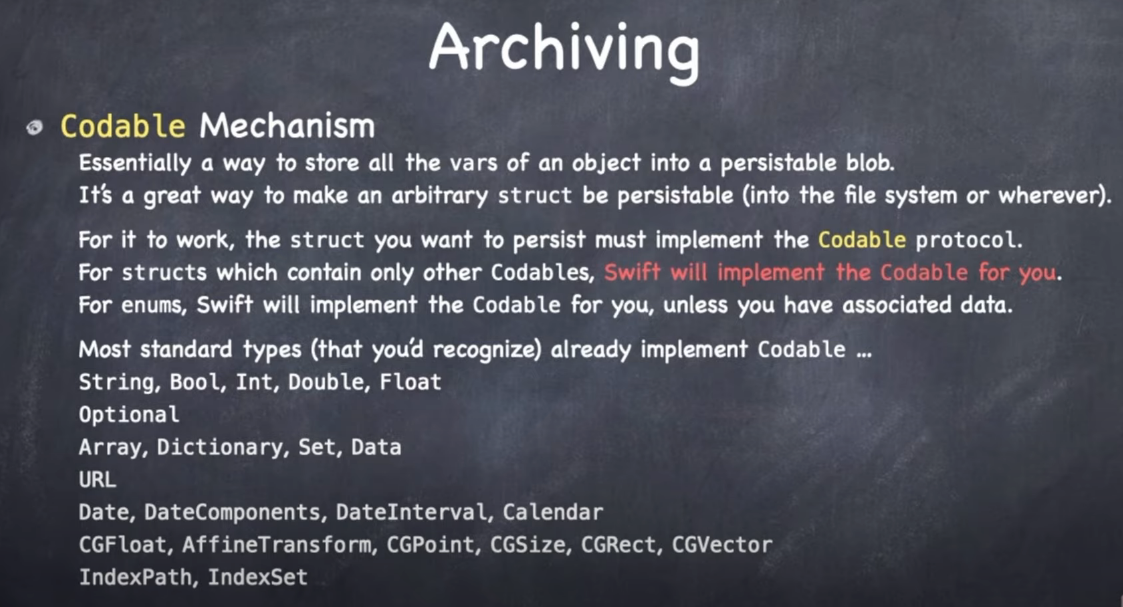 Archiving
Codable Mechanism
Essentially a way to store all the vars of an object into a persistable blob.
It's a great way to make an arbitrary struct be persistable (into the file system or wherever).
For it to work, the struct you want to persist must implement the Codable protocol.
For structs which contain only other Codables, Swift will implement the Codable for you.
For enums, Swift will implement the Codable for you, unless you have associated data.
Most standard types (that you'd recognize) already implement Codable ...
String, Bool, Int, Double, Float
Optional
Array, Dictionary, Set, Data
URL
Date, DateComponents, DateInterval, Calendar
CGFloat, AffineTransform, CGPoint, CGSize, CGRect, CGVector
IndexPath, IndexSet